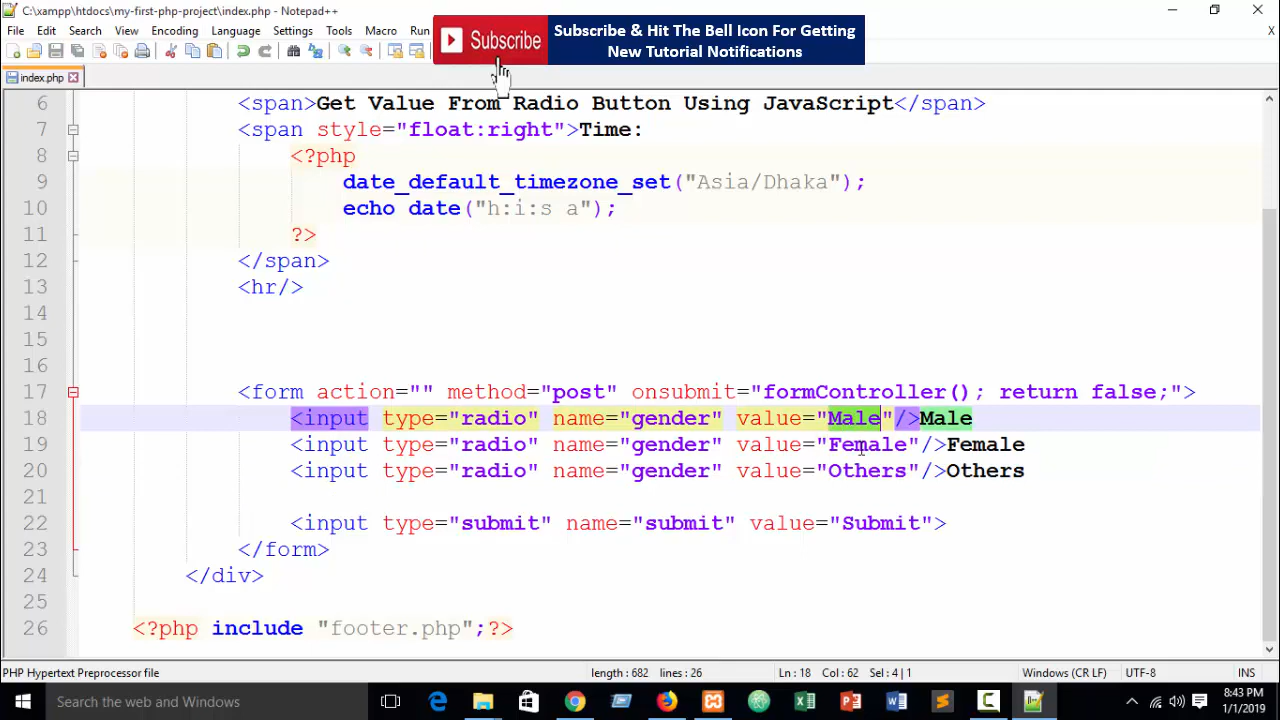 C:\xampp\htdocs\my-first-php-project\index.php - Notepad++
File Edit Search View Encoding Language Settings Tools Macro Run
Subscribe
Subscribe & Hit The Bell Icon For Getting
New Tutorial Notifications
index.php
6 <span>Get Value From Radio Button Using JavaScript</span>
7 <span style="float:right">Time:
8 <?php
9 date_default_timezone_set("Asia/Dhaka");
10 echo date("h:i:s a");
11 ?>
12 </span>
13 <hr/>
14
15
16
17 <form action="" method="post" onsubmit="formController(); return false;">
18 <input type="radio" name="gender" value="Male"/>Male
19 <input type="radio" name="gender" value="Female"/>Female
20 <input type="radio" name="gender" value="Others"/>Others
21
22 <input type="submit" name="submit" value="Submit">
23 </form>
24 </div>
25
26 <?php include "footer.php";?>
PHP Hypertext Preprocessor file length : 682 lines : 26 Ln : 18 Col : 62 Sel : 4 | 1 Windows (CR LF) UTF-8 INS
Search the web and Windows
8:43 PM
1/1/2019